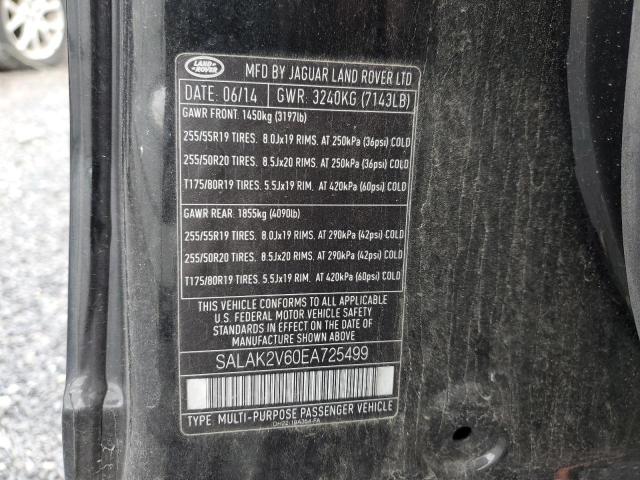 LAND
ROVER
MFD BY JAGUAR LAND ROVER LTD
DATE: 06/14 GWR: 3240KG (7143LB)
GAWR FRONT: 1450kg (3197lb)
255/55R19 TIRES. 8.0Jx19 RIMS. AT 250kPa (36psi) COLD
255/50R20 TIRES. 8.5Jx20 RIMS. AT 250kPa (36psi) COLD
T175/80R19 TIRES. 5.5Jx19 RIM. AT 420kPa (60psi) COLD
GAWR REAR: 1855kg (4090lb)
255/55R19 TIRES. 8.0Jx19 RIMS. AT 290kPa (42psi) COLD
255/50R20 TIRES. 8.5Jx20 RIMS. AT 290kPa (42psi) COLD
T175/80R19 TIRES. 5.5Jx19 RIM. AT 420kPa (60psi) COLD
THIS VEHICLE CONFORMS TO ALL APPLICABLE
U.S. FEDERAL MOTOR VEHICLE SAFETY
STANDARDS IN EFFECT ON THE DATE OF
MANUFACTURE SHOWN ABOVE.
SALAK2V60EA725499
TYPE: MULTI-PURPOSE PASSENGER VEHICLE